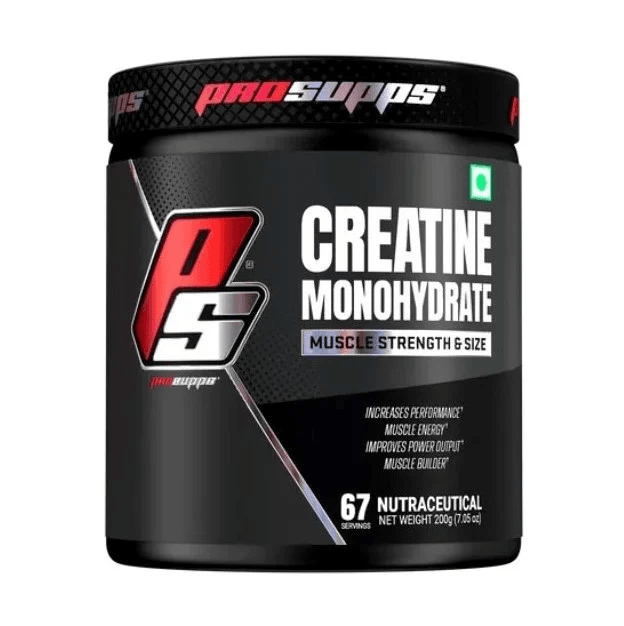 PROSUPPS®
PS®
PROSUPPS®
CREATINE
MONOHYDRATE
MUSCLE STRENGTH & SIZE
INCREASES PERFORMANCE†
MUSCLE ENERGY†
IMPROVES POWER OUTPUT†
MUSCLE BUILDER†
67
SERVINGS
NUTRACEUTICAL
NET WEIGHT 200g (7.05 oz)